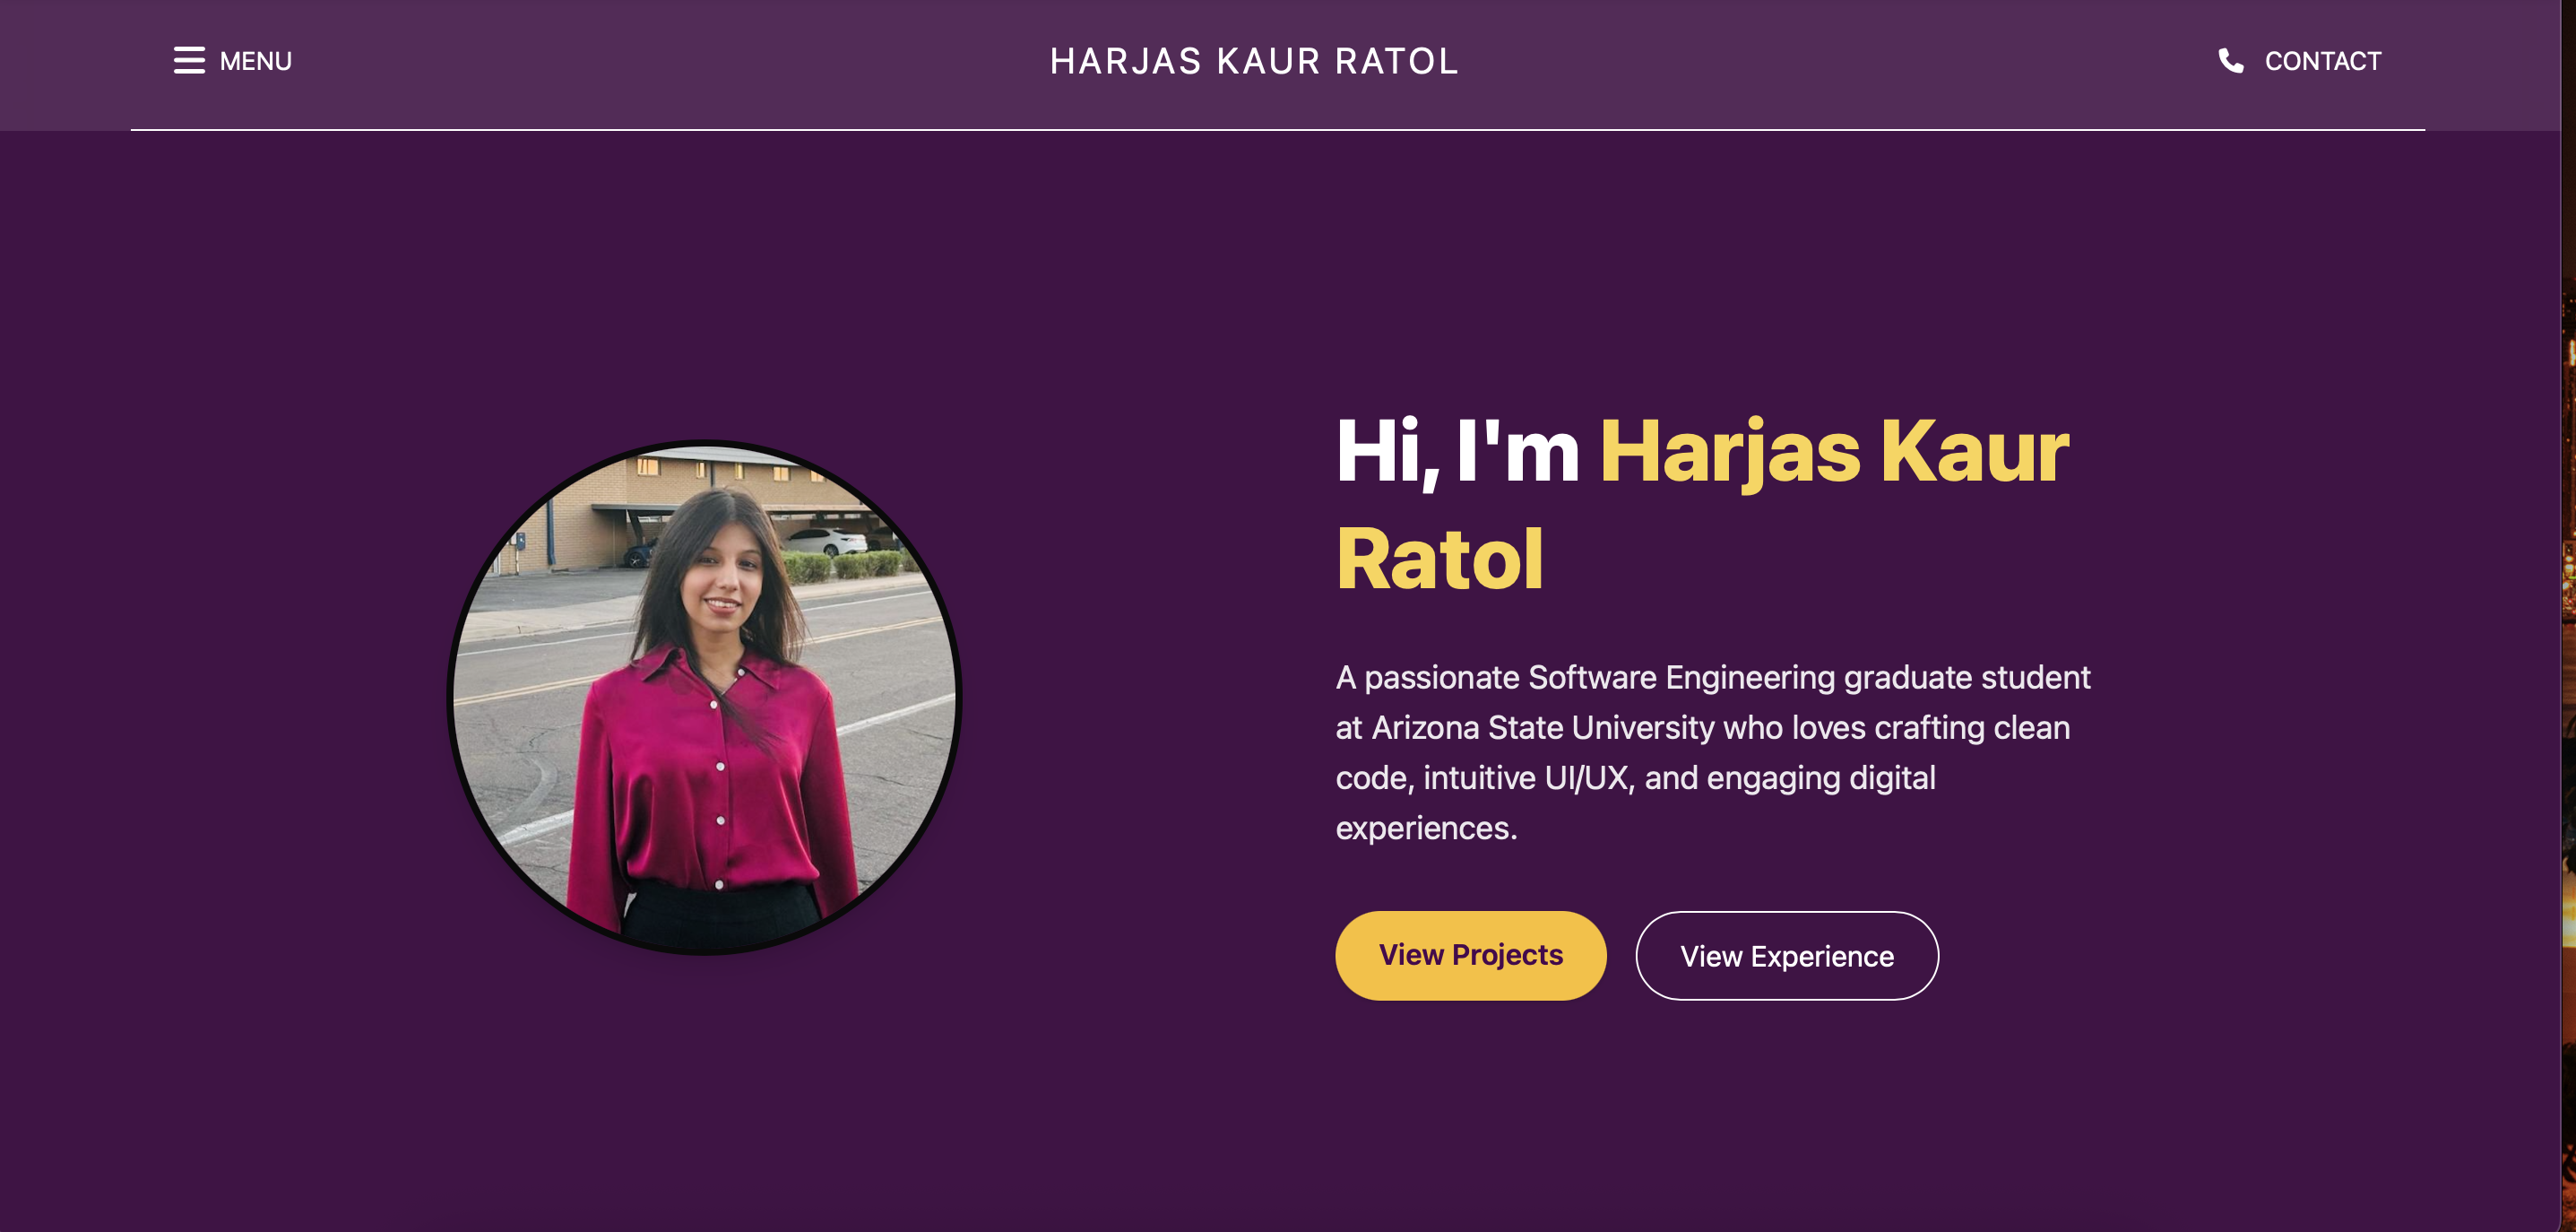 MENU
HARJAS KAUR RATOL
CONTACT
Hi, I'm Harjas Kaur
Ratol
A passionate Software Engineering graduate student
at Arizona State University who loves crafting clean
code, intuitive UI/UX, and engaging digital
experiences.
View Projects
View Experience